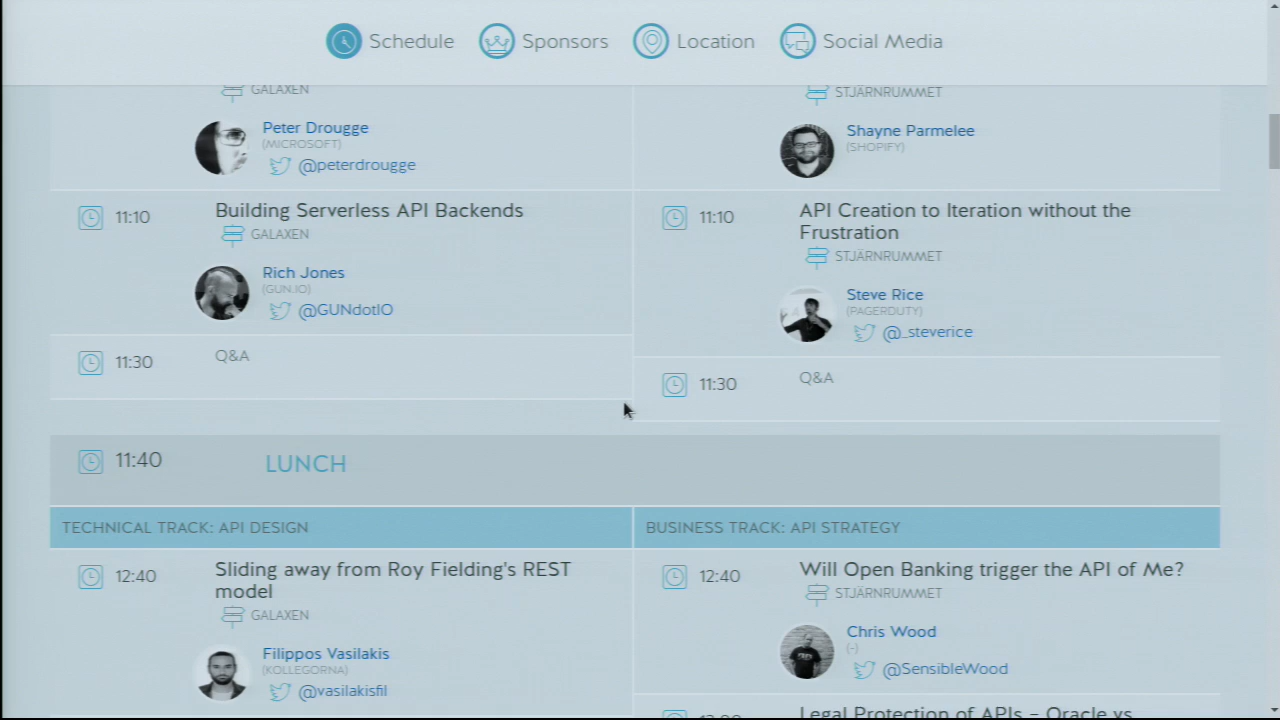 Schedule
Sponsors
Location
Social Media
GALAXEN
Peter Drougge
(MICROSOFT)
@peterdrougge
STJÄRNRUMMET
Shayne Parmelee
(SHOPIFY)
11:10
Building Serverless API Backends
GALAXEN
Rich Jones
(GUN.IO)
@GUNdotIO
11:10
API Creation to Iteration without the
Frustration
STJÄRNRUMMET
Steve Rice
(PAGERDUTY)
@_steverice
11:30
Q&A
11:30
Q&A
11:40
LUNCH
TECHNICAL TRACK: API DESIGN
BUSINESS TRACK: API STRATEGY
12:40
Sliding away from Roy Fielding's REST
model
GALAXEN
Filippos Vasilakis
(KOLLEGORNA)
@vasilakisfil
12:40
Will Open Banking trigger the API of Me?
STJÄRNRUMMET
Chris Wood
(-)
@SensibleWood
Legal Protection of APIs – Oracle vs